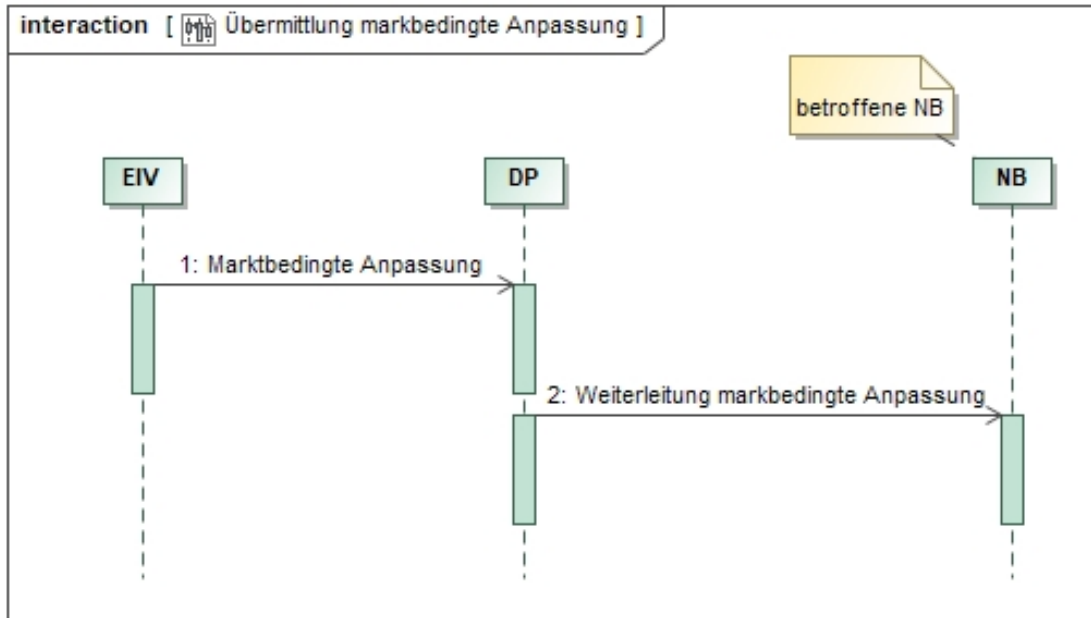 interaction [ Übermittlung markbedingte Anpassung ]
betroffene NB
EIV
DP
NB
1: Marktbedingte Anpassung
2: Weiterleitung markbedingte Anpassung